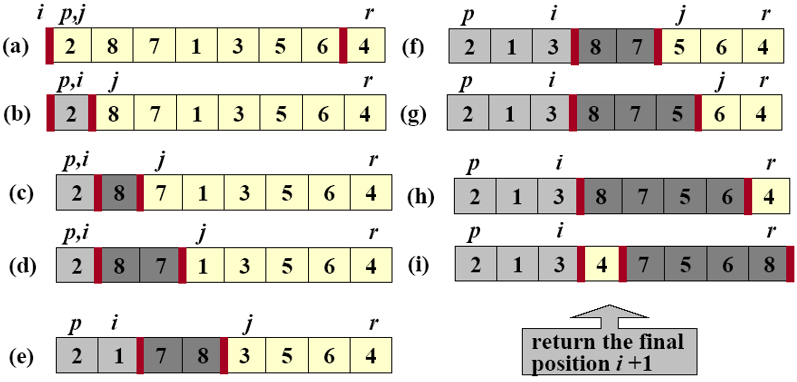 i p,j r
(a) 2 8 7 1 3 5 6 4
p,i j
(b) 2 8 7 1 3 5 6 4
p,i j r
(c) 2 8 7 1 3 5 6 4
p,i j r
(d) 2 8 7 1 3 5 6 4
p i j r
(e) 2 1 7 8 3 5 6 4
p i j r
(f) 2 1 3 8 7 5 6 4
p i j r
(g) 2 1 3 8 7 5 6 4
p i r
(h) 2 1 3 8 7 5 6 4
p i r
(i) 2 1 3 4 7 5 6 8
return the final
position i +1